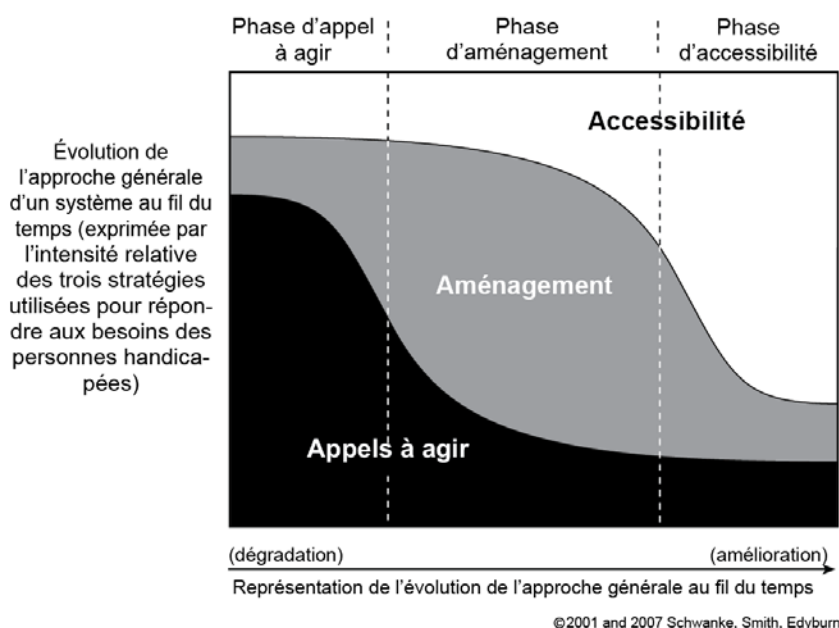 Phase d'appel
à agir
Phase
d'aménagement
Phase
d'accessibilité
Accessibilité
Évolution de
l'approche générale
d'un système au fil du
temps (exprimée par
l'intensité relative
des trois stratégies
utilisées pour répon-
dre aux besoins des
personnes handica-
pées)
Aménagement
Appels à agir
(dégradation)
(amélioration)
Représentation de l'évolution de l'approche générale au fil du temps
©2001 and 2007 Schwanke, Smith, Edyburn